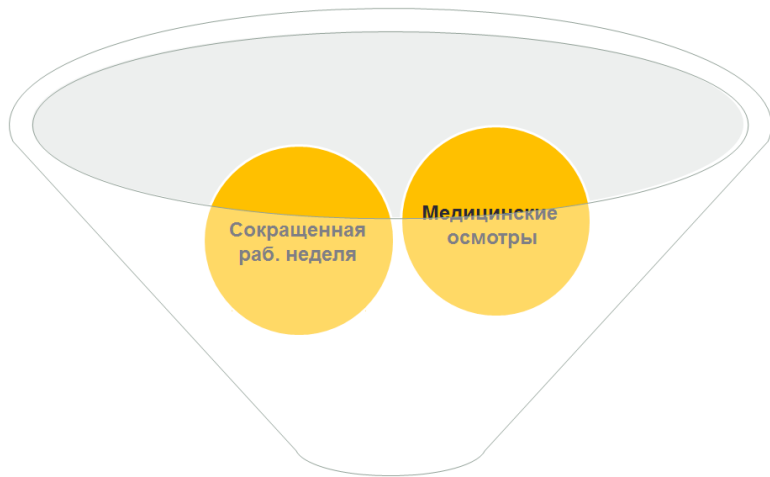 Сокращенная
раб. неделя
Медицинские
осмотры